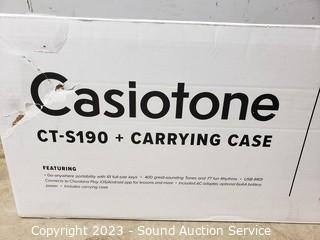 Casiotone
CT-S190 + CARRYING CASE
FEATURING
• Go-anywhere portability with 61 full-size keys • 400 great-sounding Tones and 77 fun Rhythms • USB-MIDI
Connects to Chordana Play iOS/Android app for lessons and more • Included AC adapter, optional 6xAA battery
power • Includes carrying case
Copyright 2023 - Sound Auction Service